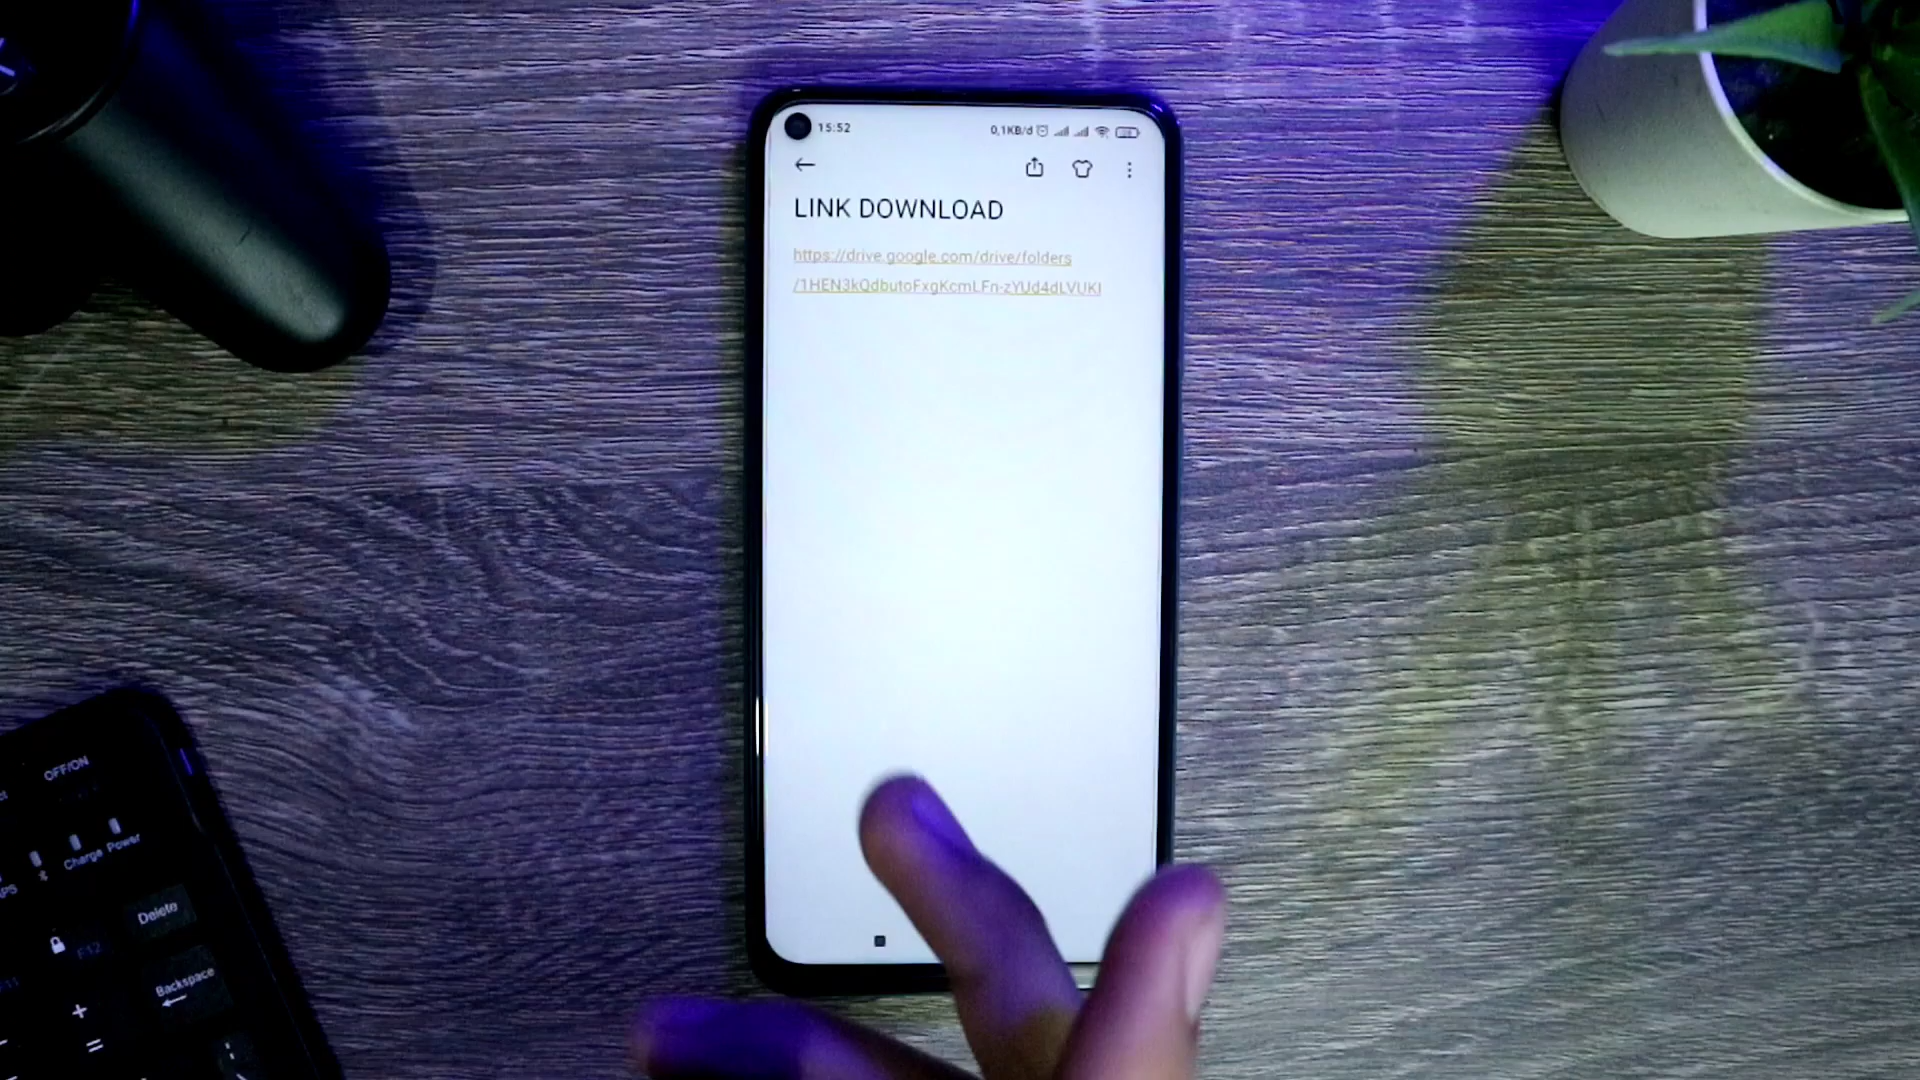 15:52
0,1KB/d
LINK DOWNLOAD
https://drive.google.com/drive/folders
/1HEN3kQdbutoFxgKcmLFn-zYUd4dLVUKI
OFF/ON
Charge Power
Delete
F12
Backspace
+
=